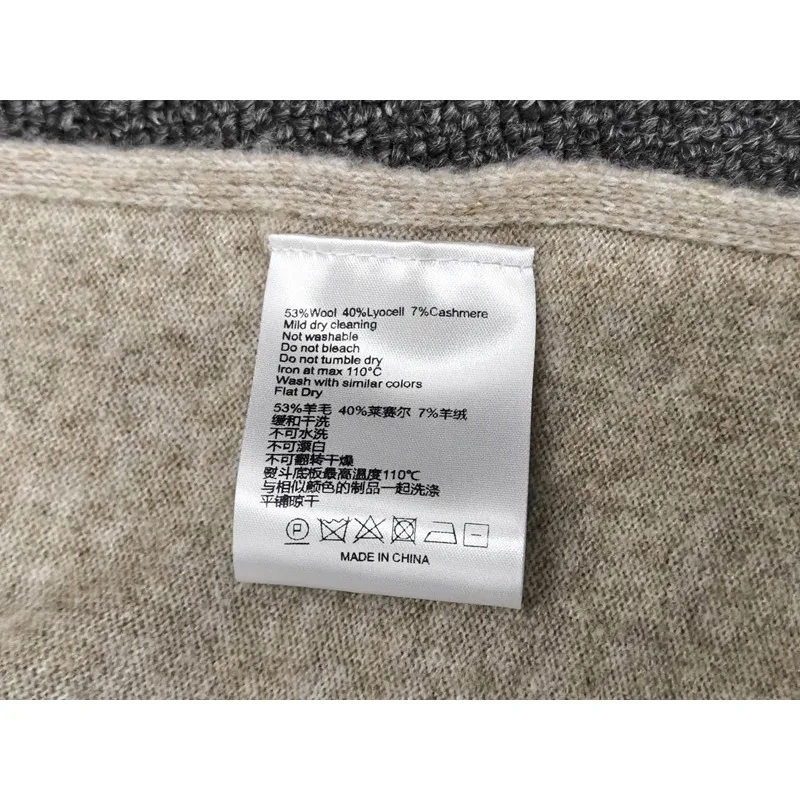 53%Wool 40%Lyocell 7%Cashmere
Mild dry cleaning
Not washable
Do not bleach
Do not tumble dry
Iron at max 110°C
Wash with similar colors
Flat Dry
53%羊毛 40%莱赛尔 7%羊绒
缓和干洗
不可水洗
不可漂白
不可翻转干燥
熨斗底板最高温度110℃
与相似颜色的制品一起洗涤
平铺晾干
P
MADE IN CHINA